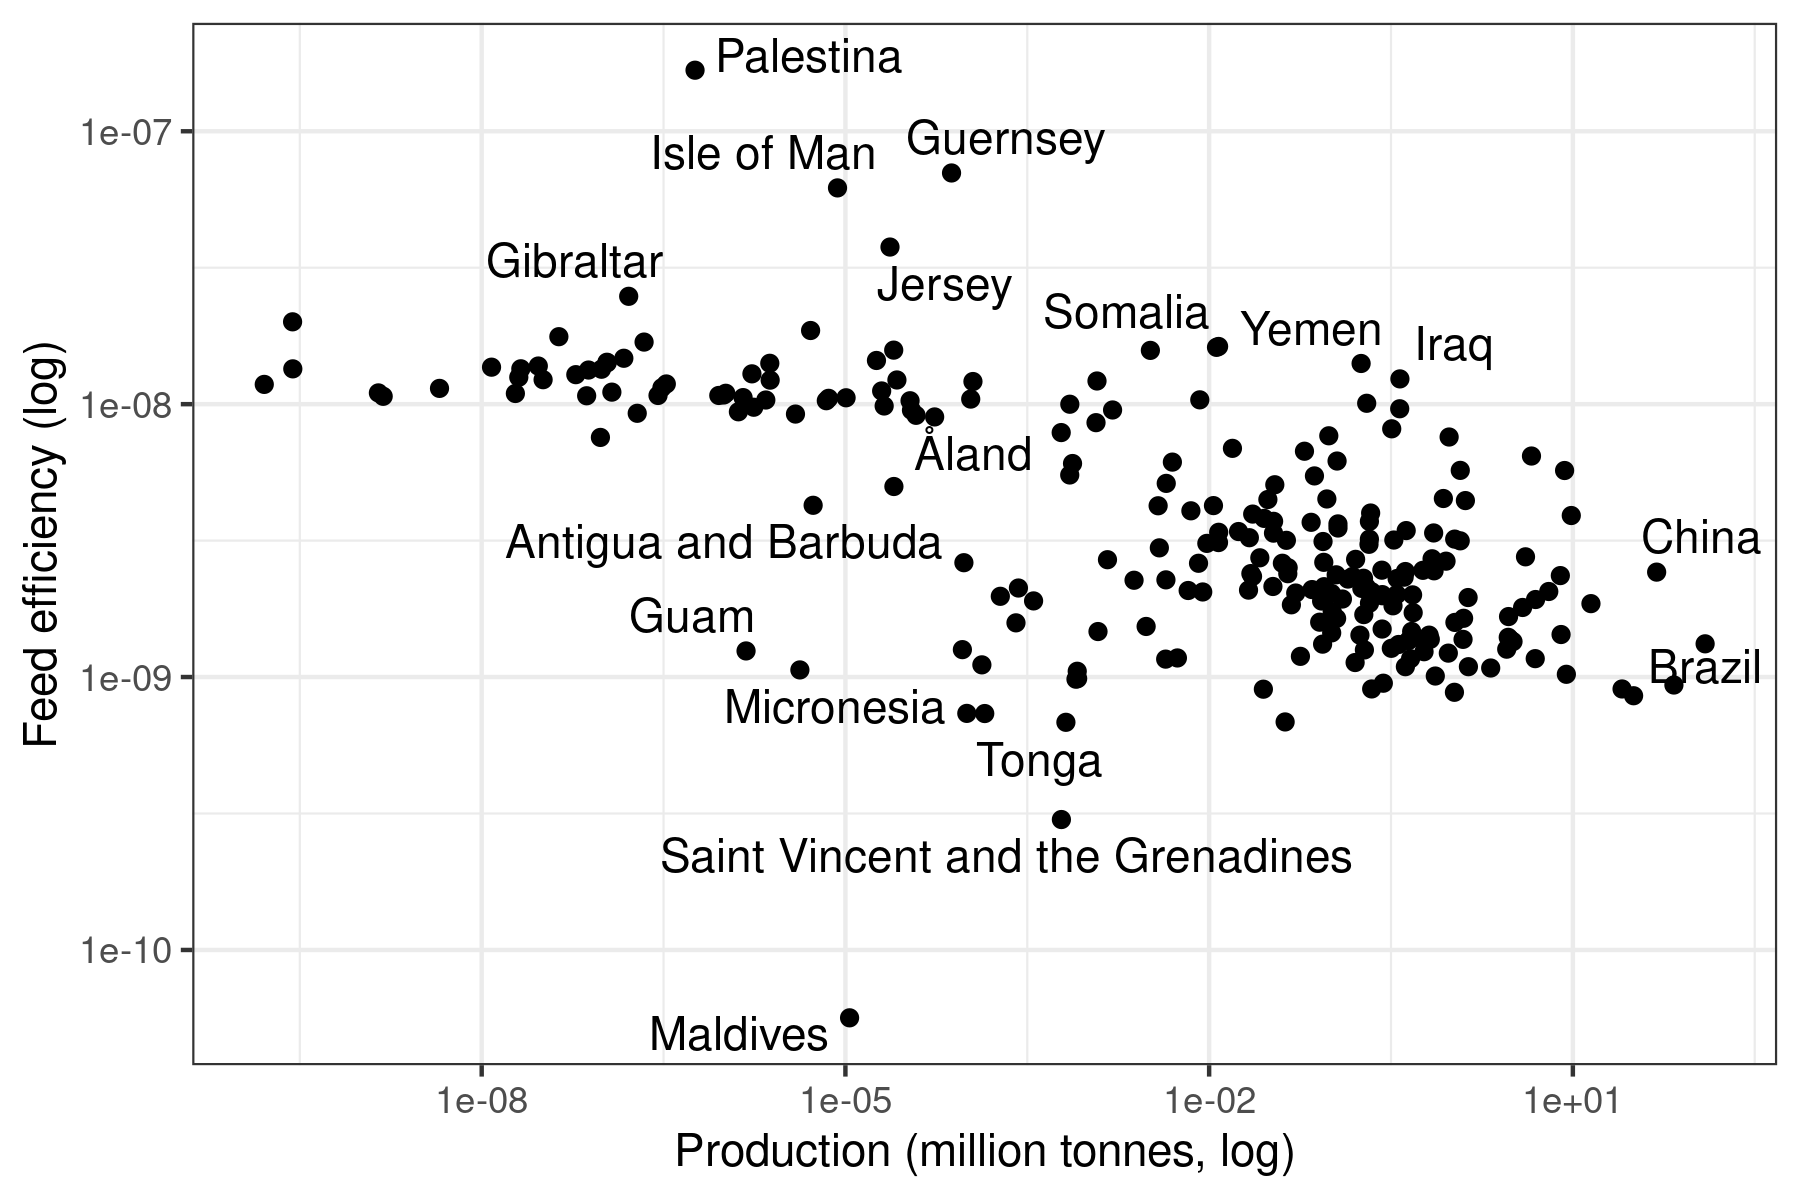 Palestina
Guernsey
Isle of Man
Gibraltar
Jersey
Somalia
Yemen
Iraq
Åland
Antigua and Barbuda
China
Guam
Brazil
Micronesia
Tonga
Saint Vincent and the Grenadines
Maldives
1e-07
1e-08
1e-09
1e-10
Feed efficiency (log)
1e-08
1e-05
1e-02
1e+01
Production (million tonnes, log)